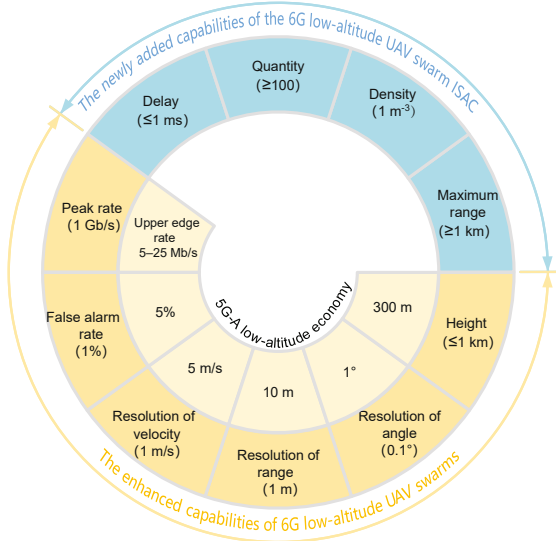 The newly added capabilities of the 6G low-altitude UAV swarm ISAC
Quantity
(≥100)
Delay
(≤1 ms)
Density
(1 m⁻³)
Maximum
range
(≥1 km)
Peak rate
(1 Gb/s)
Upper edge
rate
5–25 Mb/s
False alarm
rate
(1%)
5%
5G-A low-altitude economy
300 m
Height
(≤1 km)
5 m/s
10 m
1°
Resolution of
velocity
(1 m/s)
Resolution of
range
(1 m)
Resolution of
angle
(0.1°)
The enhanced capabilities of 6G low-altitude UAV swarms